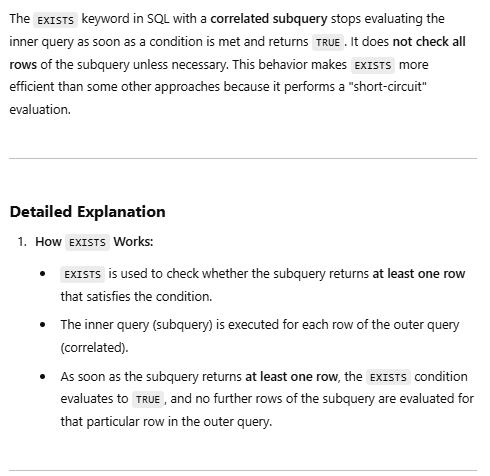 The EXISTS keyword in SQL with a correlated subquery stops evaluating the
inner query as soon as a condition is met and returns TRUE. It does not check all
rows of the subquery unless necessary. This behavior makes EXISTS more
efficient than some other approaches because it performs a "short-circuit"
evaluation.
Detailed Explanation
1. How EXISTS Works:
• EXISTS is used to check whether the subquery returns at least one row
that satisfies the condition.
• The inner query (subquery) is executed for each row of the outer query
(correlated).
• As soon as the subquery returns at least one row, the EXISTS condition
evaluates to TRUE, and no further rows of the subquery are evaluated for
that particular row in the outer query.